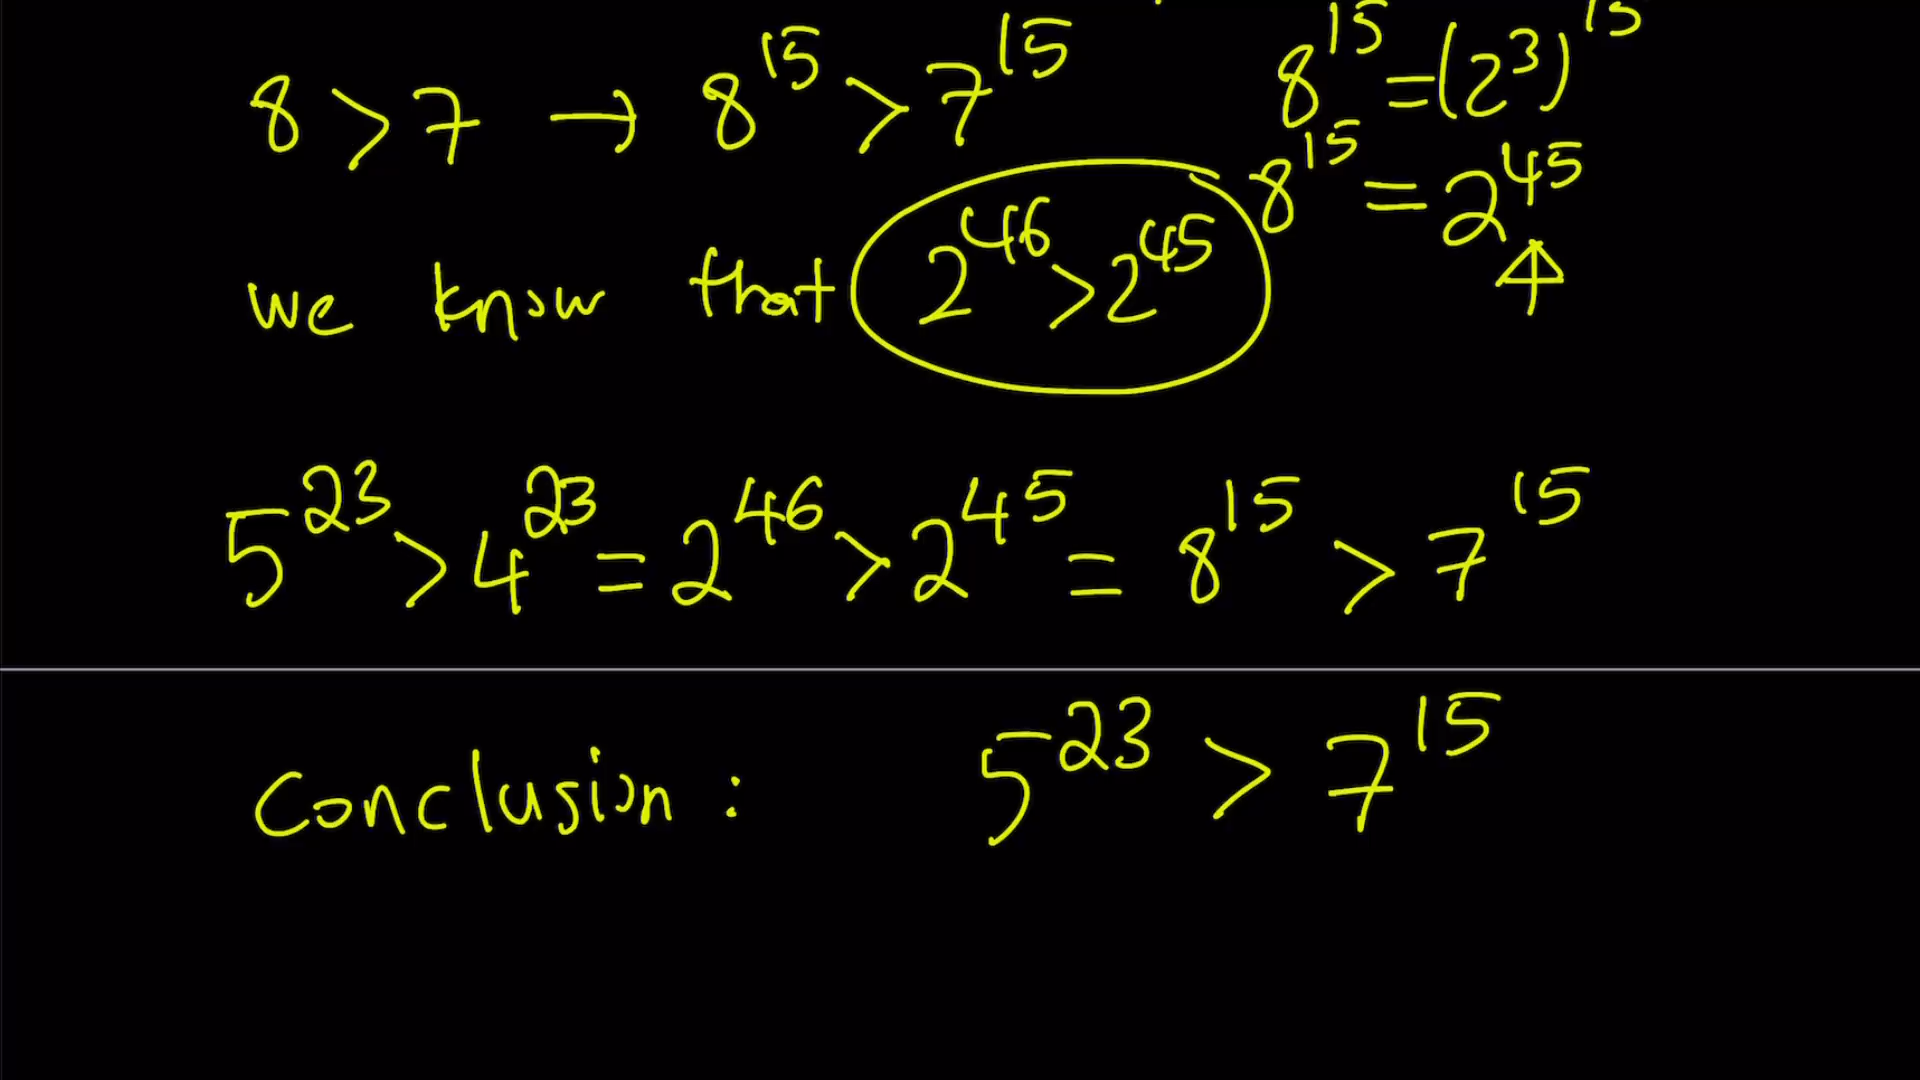 8 > 7 → 8^15 > 7^15
8^15 = (2^3)^15
8^15 = 2^45
we know that 2^46 > 2^45
5^23 > 4^23 = 2^46 > 2^45 = 8^15 > 7^15
Conclusion : 5^23 > 7^15